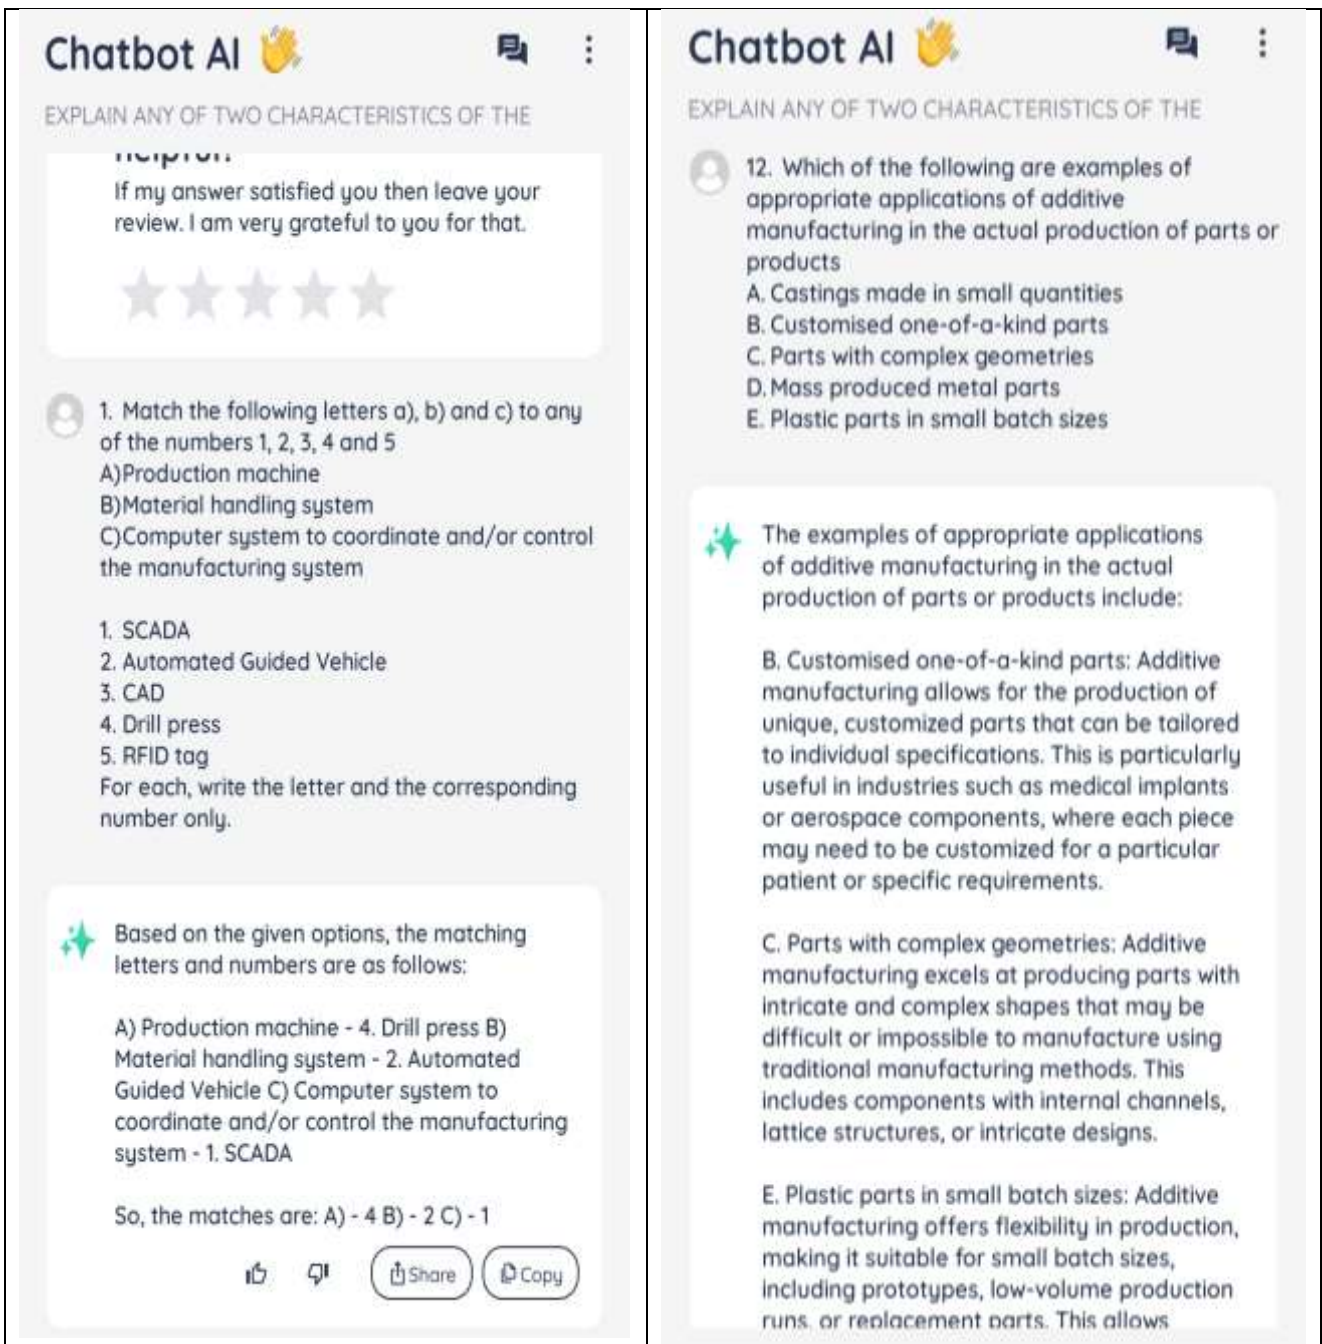 Chatbot AI
EXPLAIN ANY OF TWO CHARACTERISTICS OF THE
helpful!
If my answer satisfied you then leave your
review. I am very grateful to you for that.
1. Match the following letters a), b) and c) to any
of the numbers 1, 2, 3, 4 and 5
A)Production machine
B)Material handling system
C)Computer system to coordinate and/or control
the manufacturing system
1. SCADA
2. Automated Guided Vehicle
3. CAD
4. Drill press
5. RFID tag
For each, write the letter and the corresponding
number only.
Based on the given options, the matching
letters and numbers are as follows:
A) Production machine - 4. Drill press B)
Material handling system - 2. Automated
Guided Vehicle C) Computer system to
coordinate and/or control the manufacturing
system - 1. SCADA
So, the matches are: A) - 4 B) - 2 C) - 1
Share
Copy
Chatbot AI
EXPLAIN ANY OF TWO CHARACTERISTICS OF THE
12. Which of the following are examples of
appropriate applications of additive
manufacturing in the actual production of parts or
products
A. Castings made in small quantities
B. Customised one-of-a-kind parts
C. Parts with complex geometries
D. Mass produced metal parts
E. Plastic parts in small batch sizes
The examples of appropriate applications
of additive manufacturing in the actual
production of parts or products include:
B. Customised one-of-a-kind parts: Additive
manufacturing allows for the production of
unique, customized parts that can be tailored
to individual specifications. This is particularly
useful in industries such as medical implants
or aerospace components, where each piece
may need to be customized for a particular
patient or specific requirements.
C. Parts with complex geometries: Additive
manufacturing excels at producing parts with
intricate and complex shapes that may be
difficult or impossible to manufacture using
traditional manufacturing methods. This
includes components with internal channels,
lattice structures, or intricate designs.
E. Plastic parts in small batch sizes: Additive
manufacturing offers flexibility in production,
making it suitable for small batch sizes,
including prototypes, low-volume production
runs, or replacement parts. This allows